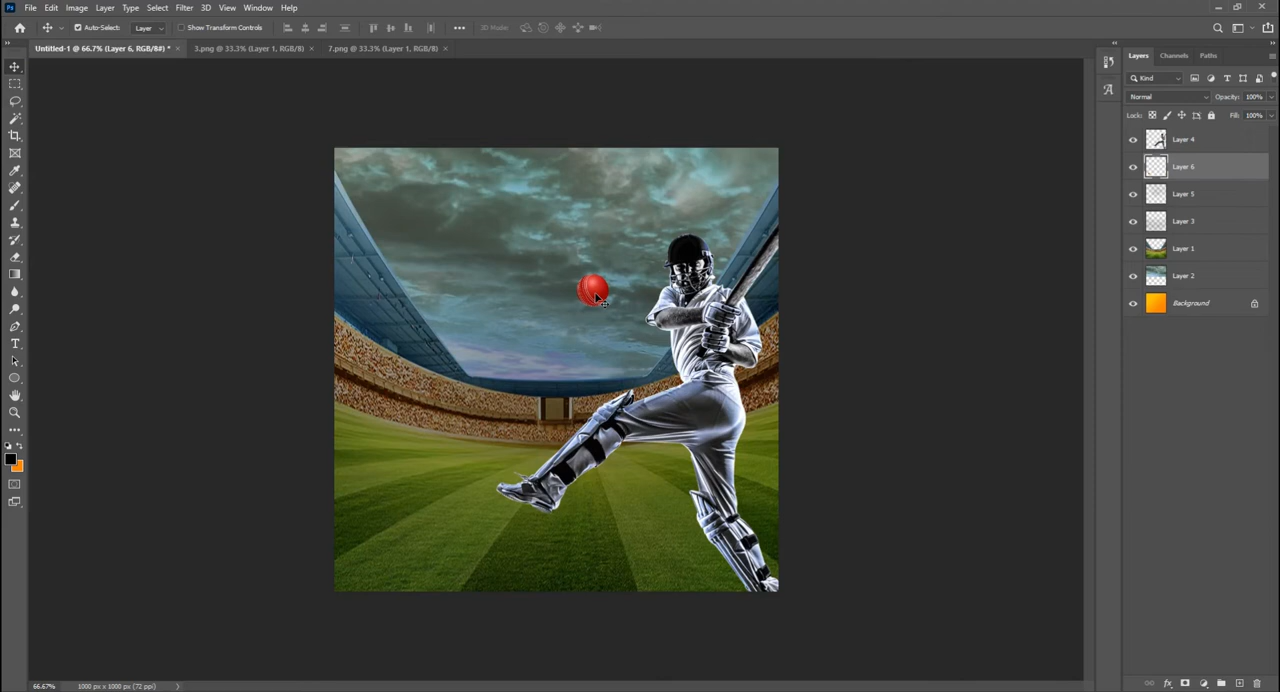 Ps File Edit Image Layer Type Select Filter 3D View Window Help
Auto-Select: Layer Show Transform Controls 3D Mode:
Untitled-1 @ 66.7% (Layer 6, RGB/8#) * × 3.png @ 33.3% (Layer 1, RGB/8) × 7.png @ 33.3% (Layer 1, RGB/8) ×
Layers Channels Paths
Kind
Normal Opacity: 100%
Lock: Fill: 100%
Layer 4
Layer 6
Layer 5
Layer 3
Layer 1
Layer 2
Background
66.67% 1000 px x 1000 px (72 ppi)